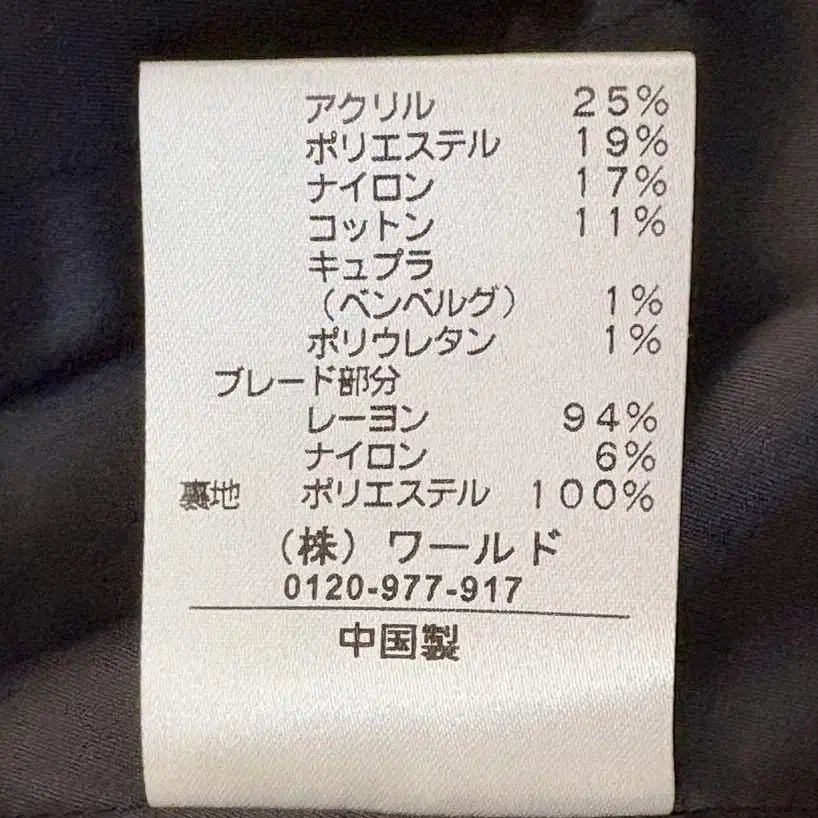 アクリル 25%
ポリエステル 19%
ナイロン 17%
コットン 11%
キュプラ
（ベンベルグ） 1%
ポリウレタン 1%
ブレード部分
レーヨン 94%
ナイロン 6%
裏地 ポリエステル 100%
（株）ワールド
0120-977-917
中国製